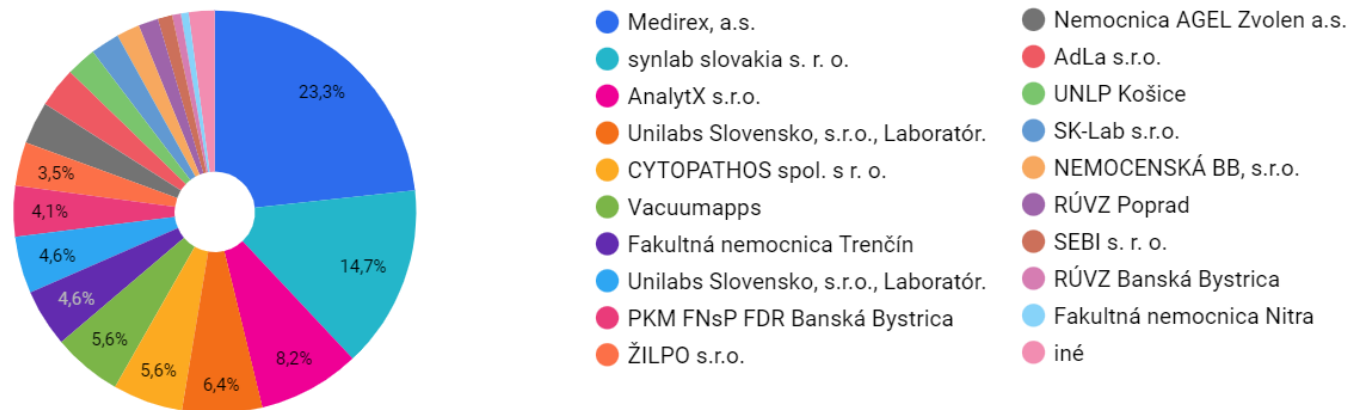 23,3%
14,7%
8,2%
6,4%
5,6%
5,6%
4,6%
4,6%
4,1%
3,5%
Medirex, a.s.
synlab slovakia s. r. o.
AnalytX s.r.o.
Unilabs Slovensko, s.r.o., Laboratór.
CYTOPATHOS spol. s r. o.
Vacuumapps
Fakultná nemocnica Trenčín
Unilabs Slovensko, s.r.o., Laboratór.
PKM FNsP FDR Banská Bystrica
ŽILPO s.r.o.
Nemocnica AGEL Zvolen a.s.
AdLa s.r.o.
UNLP Košice
SK-Lab s.r.o.
NEMOCENSKÁ BB, s.r.o.
RÚVZ Poprad
SEBI s. r. o.
RÚVZ Banská Bystrica
Fakultná nemocnica Nitra
iné